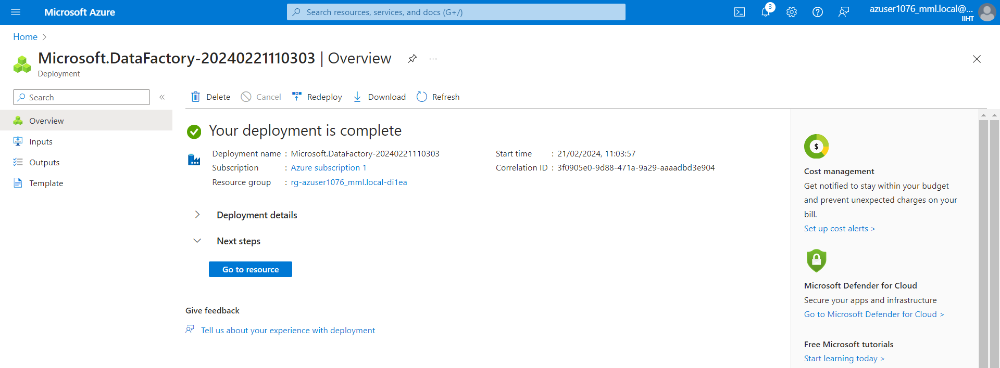 Microsoft Azure
Search resources, services, and docs (G+/)
3
azuser1076_mml.local@...
IIHT
Home
Microsoft.DataFactory-20240221110303 | Overview
...
Deployment
Search
«
Delete
Cancel
Redeploy
Download
Refresh
Overview
Inputs
Outputs
Template
Your deployment is complete
Deployment name : Microsoft.DataFactory-20240221110303
Subscription : Azure subscription 1
Resource group : rg-azuser1076_mml.local-di1ea
Start time : 21/02/2024, 11:03:57
Correlation ID : 3f0905e0-9d88-471a-9a29-aaaadbd3e904
Deployment details
Next steps
Go to resource
Give feedback
Tell us about your experience with deployment
$
Cost management
Get notified to stay within your budget
and prevent unexpected charges on your
bill.
Set up cost alerts >
Microsoft Defender for Cloud
Secure your apps and infrastructure
Go to Microsoft Defender for Cloud >
Free Microsoft tutorials
Start learning today >